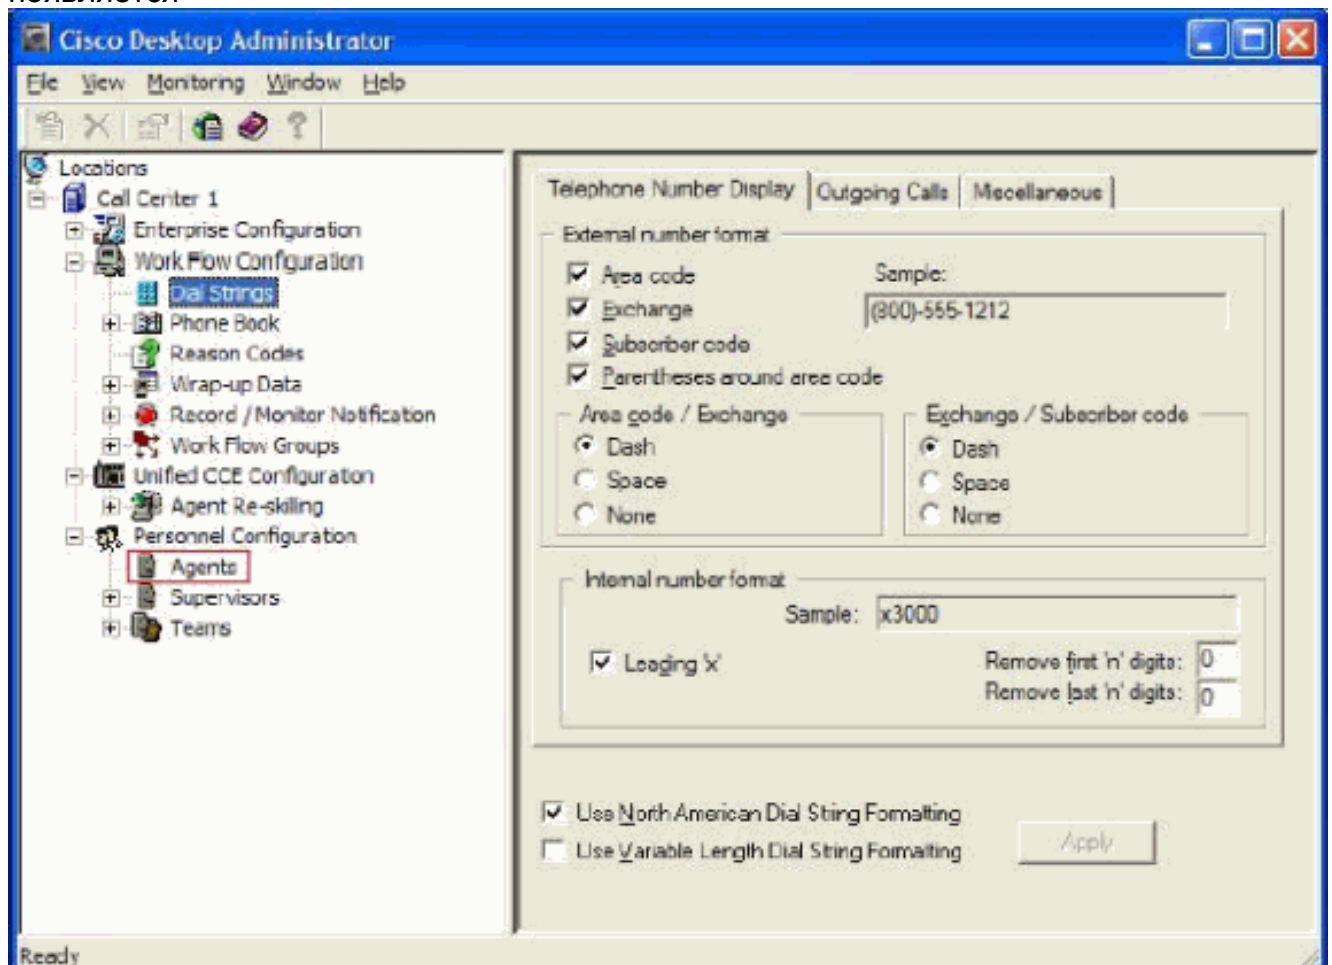 появляется
Cisco Desktop Administrator
File View Monitoring Window Help
Locations
Call Center 1
Enterprise Configuration
Work Flow Configuration
Dial Strings
Phone Book
Reason Codes
Wrap-up Data
Record / Monitor Notification
Work Flow Groups
Unified CCE Configuration
Agent Re-skilling
Personnel Configuration
Agents
Supervisors
Teams
Telephone Number Display Outgoing Calls Miscellaneous
External number format
Area code
Sample:
Exchange
(800)-555-1212
Subscriber code
Parentheses around area code
Area code / Exchange
Dash
Space
None
Exchange / Subscriber code
Dash
Space
None
Internal number format
Sample: x3000
Leading 'x'
Remove first 'n' digits: 0
Remove last 'n' digits: 0
Use North American Dial String Formatting
Use Variable Length Dial String Formatting
Apply
Ready